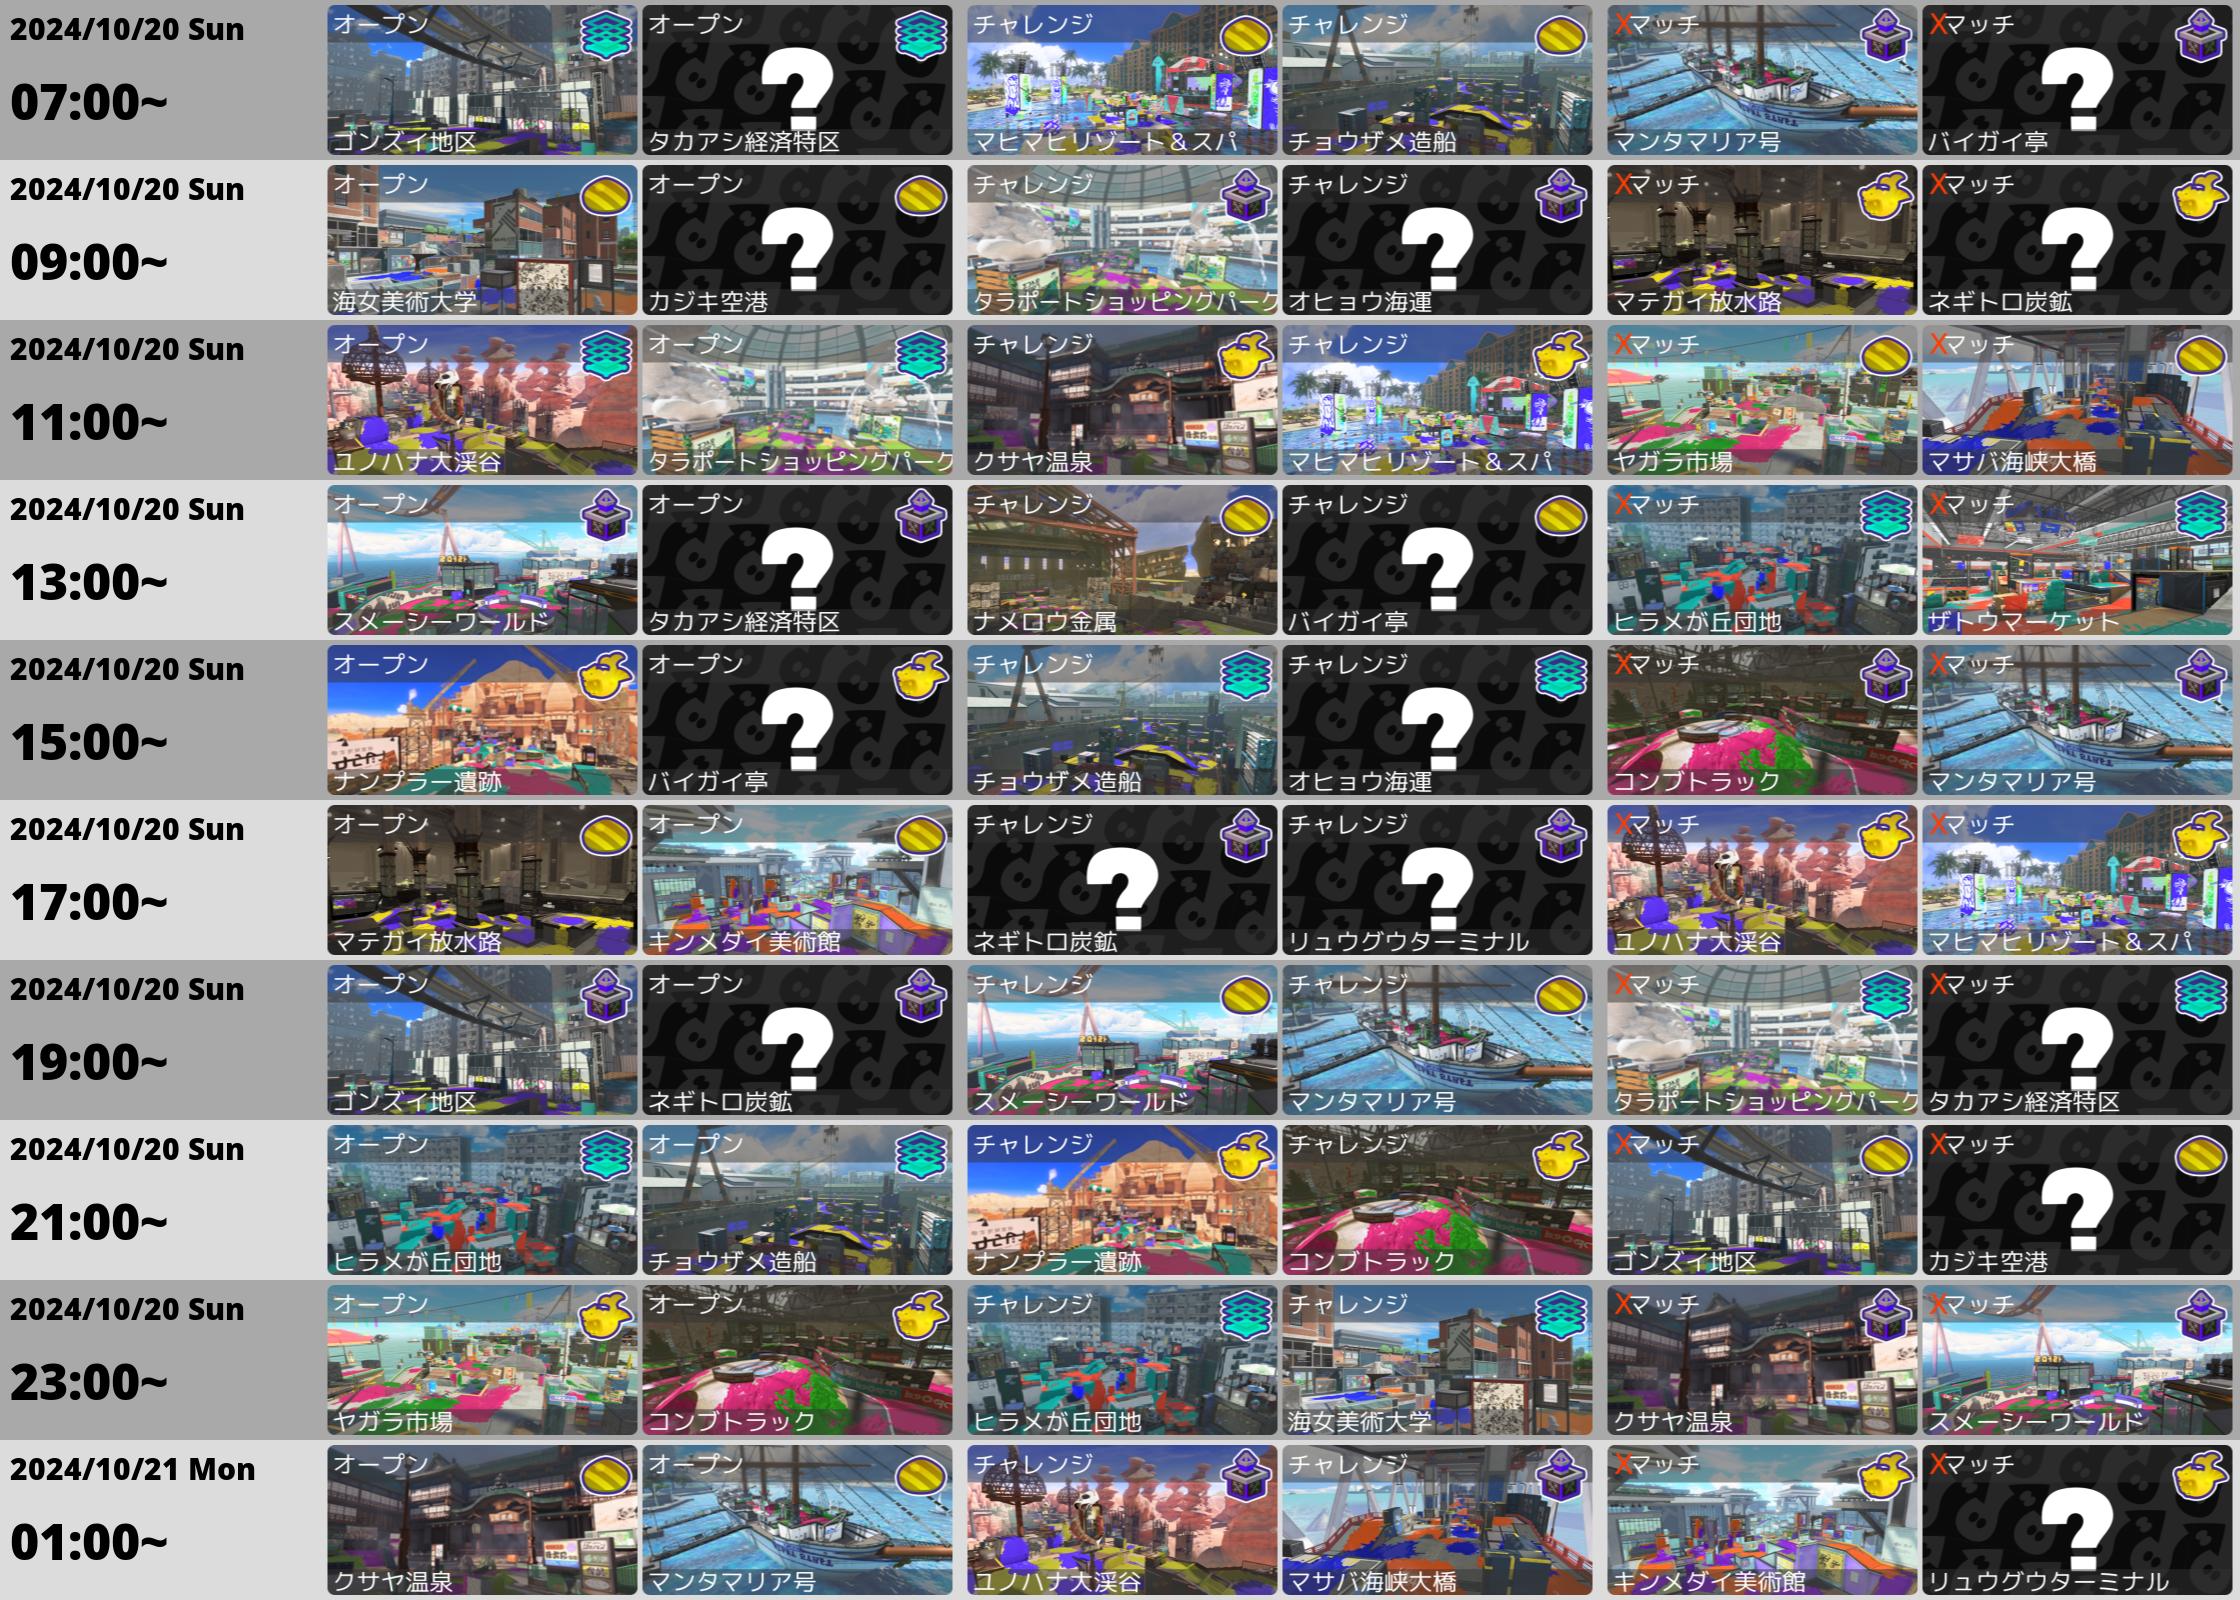 2024/10/20 Sun
07:00~
オープン
ゴンズイ地区
オープン
タカアシ経済特区
チャレンジ
マヒマヒリゾート＆スパ
チャレンジ
チョウザメ造船
Xマッチ
マンタマリア号
Xマッチ
バイガイ亭
2024/10/20 Sun
09:00~
オープン
海女美術大学
オープン
カジキ空港
チャレンジ
タラポートショッピングパーク
チャレンジ
オヒョウ海運
Xマッチ
マテガイ放水路
Xマッチ
ネギトロ炭鉱
2024/10/20 Sun
11:00~
オープン
ユノハナ大渓谷
オープン
タラポートショッピングパーク
チャレンジ
クサヤ温泉
チャレンジ
マヒマヒリゾート＆スパ
Xマッチ
ヤガラ市場
Xマッチ
マサバ海峡大橋
2024/10/20 Sun
13:00~
オープン
スメーシーワールド
オープン
タカアシ経済特区
チャレンジ
ナメロウ金属
チャレンジ
バイガイ亭
Xマッチ
ヒラメが丘団地
Xマッチ
ザトウマーケット
2024/10/20 Sun
15:00~
オープン
ナンプラー遺跡
オープン
バイガイ亭
チャレンジ
チョウザメ造船
チャレンジ
オヒョウ海運
Xマッチ
コンブトラック
Xマッチ
マンタマリア号
2024/10/20 Sun
17:00~
オープン
マテガイ放水路
オープン
キンメダイ美術館
チャレンジ
ネギトロ炭鉱
チャレンジ
リュウグウターミナル
Xマッチ
ユノハナ大渓谷
Xマッチ
マヒマヒリゾート＆スパ
2024/10/20 Sun
19:00~
オープン
ゴンズイ地区
オープン
ネギトロ炭鉱
チャレンジ
スメーシーワールド
チャレンジ
マンタマリア号
Xマッチ
タラポートショッピングパーク
Xマッチ
タカアシ経済特区
2024/10/20 Sun
21:00~
オープン
ヒラメが丘団地
オープン
チョウザメ造船
チャレンジ
ナンプラー遺跡
チャレンジ
コンブトラック
Xマッチ
ゴンズイ地区
Xマッチ
カジキ空港
2024/10/20 Sun
23:00~
オープン
ヤガラ市場
オープン
コンブトラック
チャレンジ
ヒラメが丘団地
チャレンジ
海女美術大学
Xマッチ
クサヤ温泉
Xマッチ
スメーシーワールド
2024/10/21 Mon
01:00~
オープン
クサヤ温泉
オープン
マンタマリア号
チャレンジ
ユノハナ大渓谷
チャレンジ
マサバ海峡大橋
Xマッチ
キンメダイ美術館
Xマッチ
リュウグウターミナル